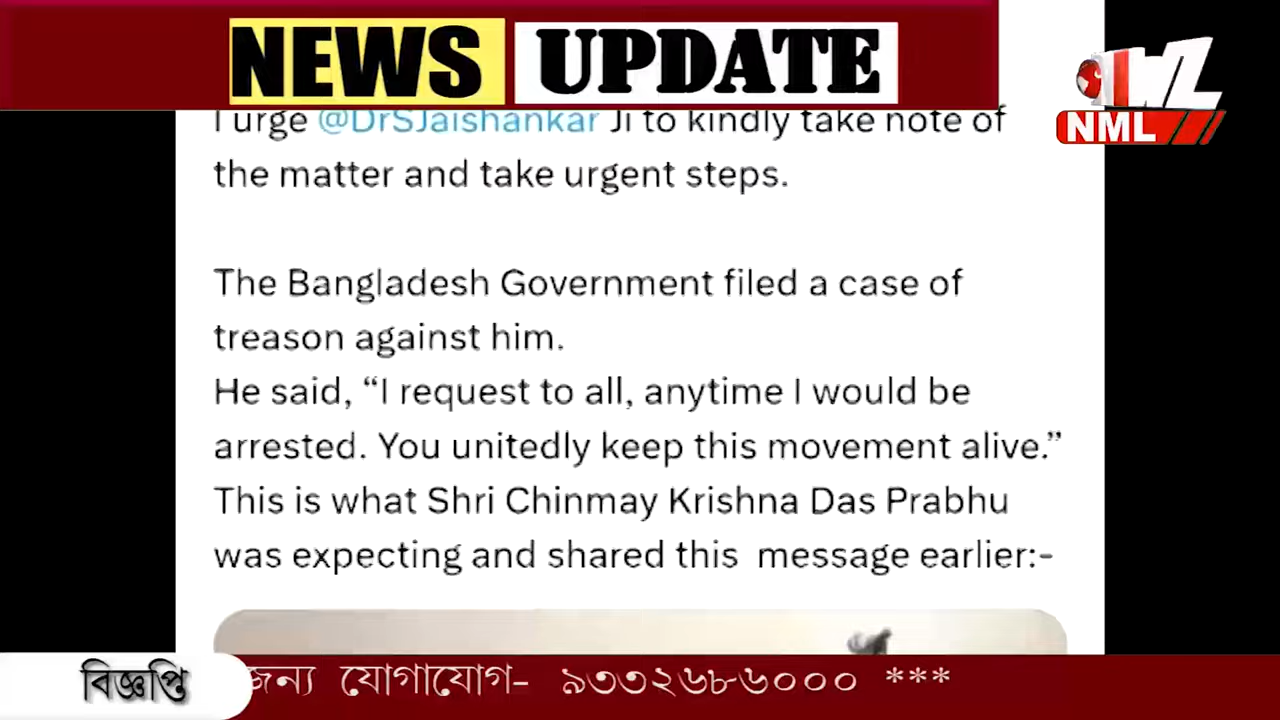 NEWS UPDATE
NML
I urge @DrSJaishankar Ji to kindly take note of
the matter and take urgent steps.
The Bangladesh Government filed a case of
treason against him.
He said, “I request to all, anytime I would be
arrested. You unitedly keep this movement alive.”
This is what Shri Chinmay Krishna Das Prabhu
was expecting and shared this  message earlier:-
বিজ্ঞপ্তি
জন্য যোগাযোগ- ৯৩৩২৬৮৬০০০ ***